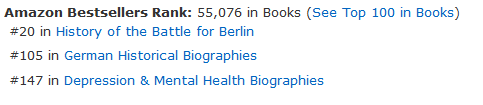 Amazon Bestsellers Rank: 55,076 in Books (See Top 100 in Books)
#20 in History of the Battle for Berlin
#105 in German Historical Biographies
#147 in Depression & Mental Health Biographies